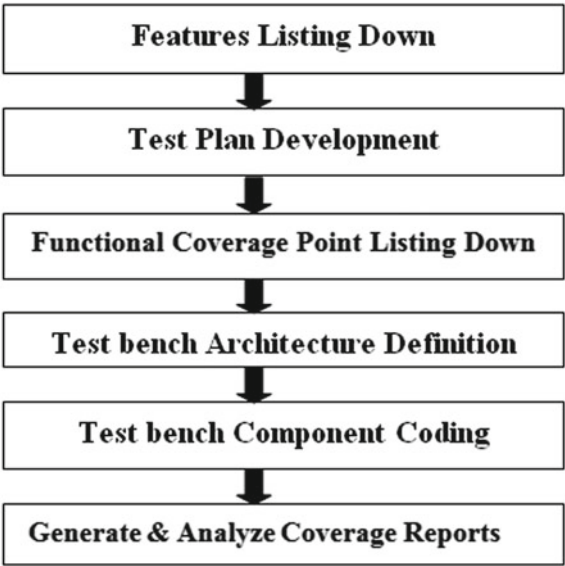 Features Listing Down
Test Plan Development
Functional Coverage Point Listing Down
Test bench Architecture Definition
Test bench Component Coding
Generate & Analyze Coverage Reports